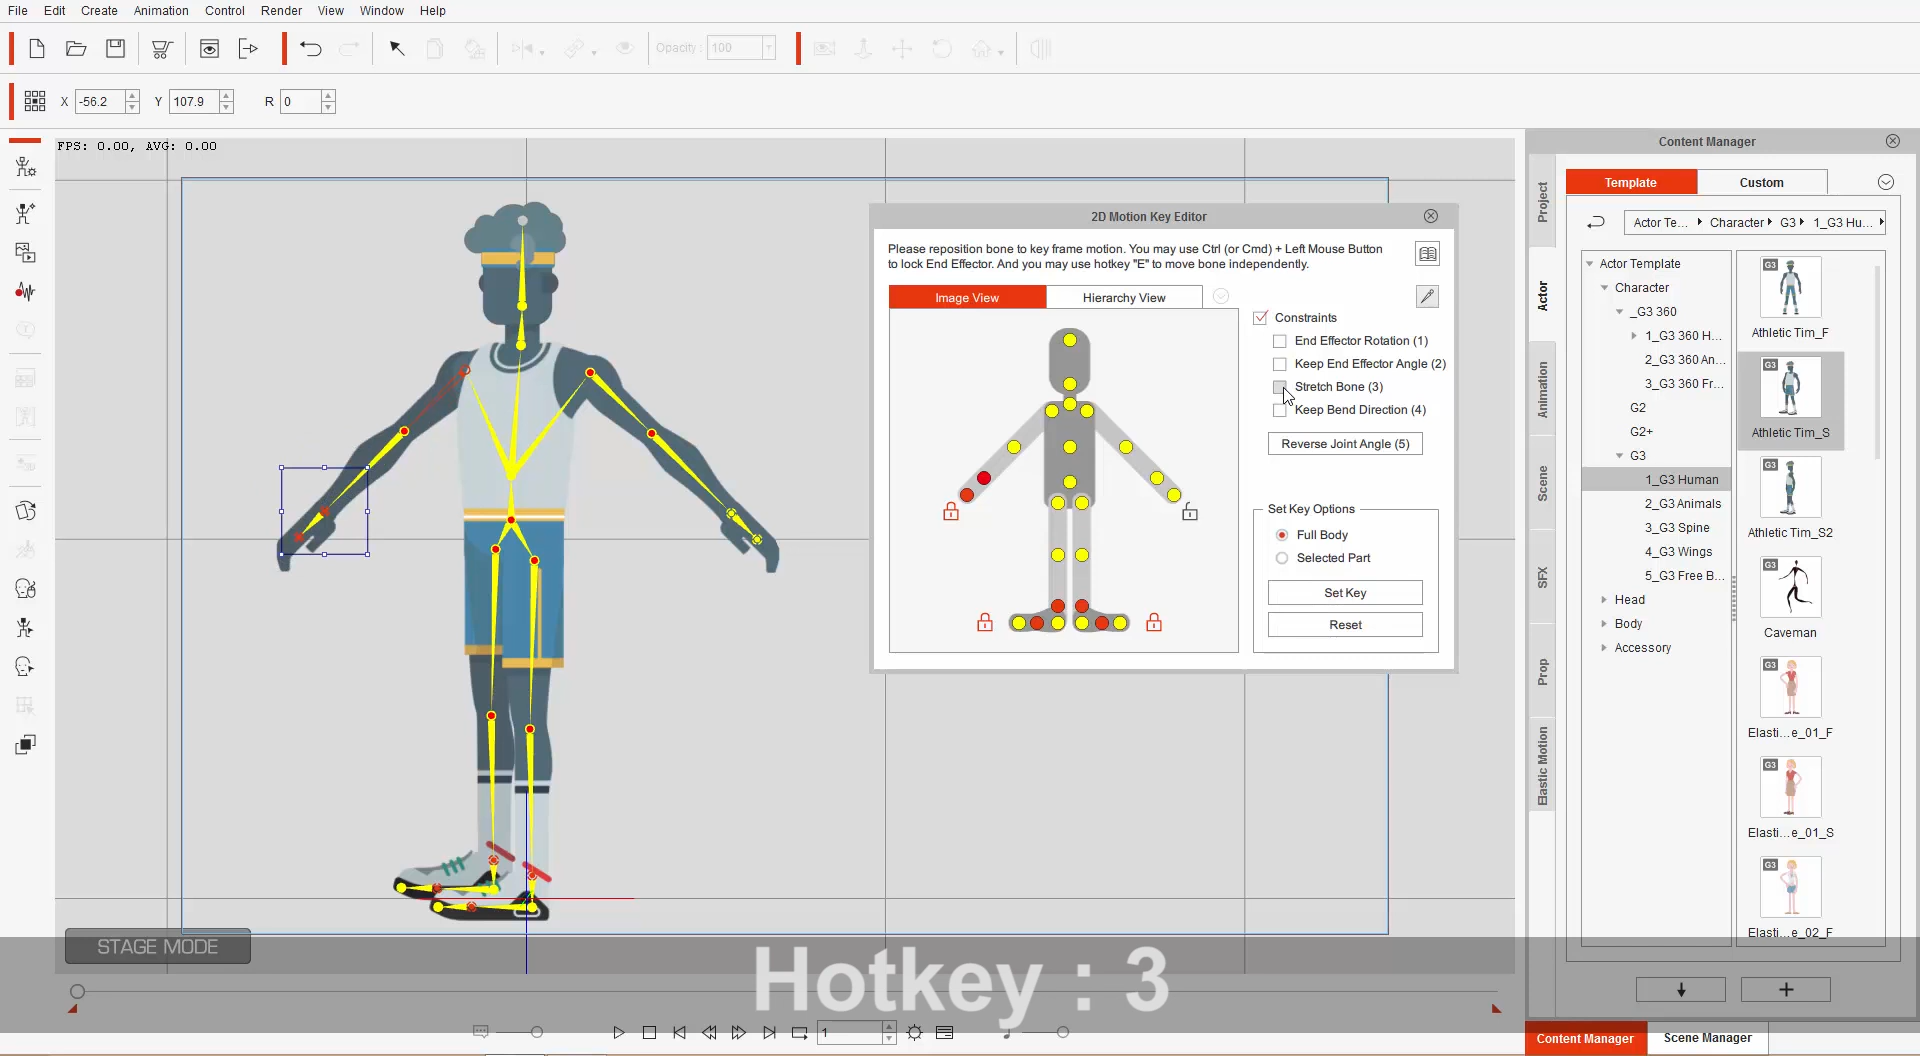 File Edit Create Animation Control Render View Window Help
Opacity : 100
X -56.2 Y 107.9 R 0
FPS: 0.00, AVG: 0.00
STAGE MODE
2D Motion Key Editor
Please reposition bone to key frame motion. You may use Ctrl (or Cmd) + Left Mouse Button
to lock End Effector. And you may use hotkey "E" to move bone independently.
Image View Hierarchy View
Constraints
End Effector Rotation (1)
Keep End Effector Angle (2)
Stretch Bone (3)
Keep Bend Direction (4)
Reverse Joint Angle (5)
Set Key Options
Full Body
Selected Part
Set Key
Reset
Content Manager
Project
Actor
Animation
Scene
SFX
Prop
Elastic Motion
Template Custom
Actor Te... Character G3 1_G3 Hu...
Actor Template
Character
_G3 360
1_G3 360 H...
2_G3 360 An...
3_G3 360 Fr...
G2
G2+
G3
1_G3 Human
2_G3 Animals
3_G3 Spine
4_G3 Wings
5_G3 Free B...
Head
Body
Accessory
G3
Athletic Tim_F
G3
Athletic Tim_S
G3
Athletic Tim_S2
G3
Caveman
G3
Elasti...e_01_F
G3
Elasti...e_01_S
G3
Elasti...e_02_F
Hotkey : 3
1
Content Manager Scene Manager